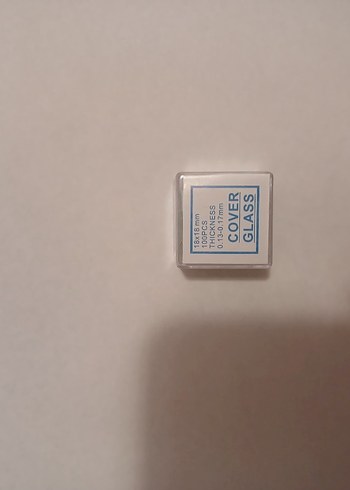 18x18mm
100PCS
THICKNESS
0.13-0.17mm
COVER
GLASS